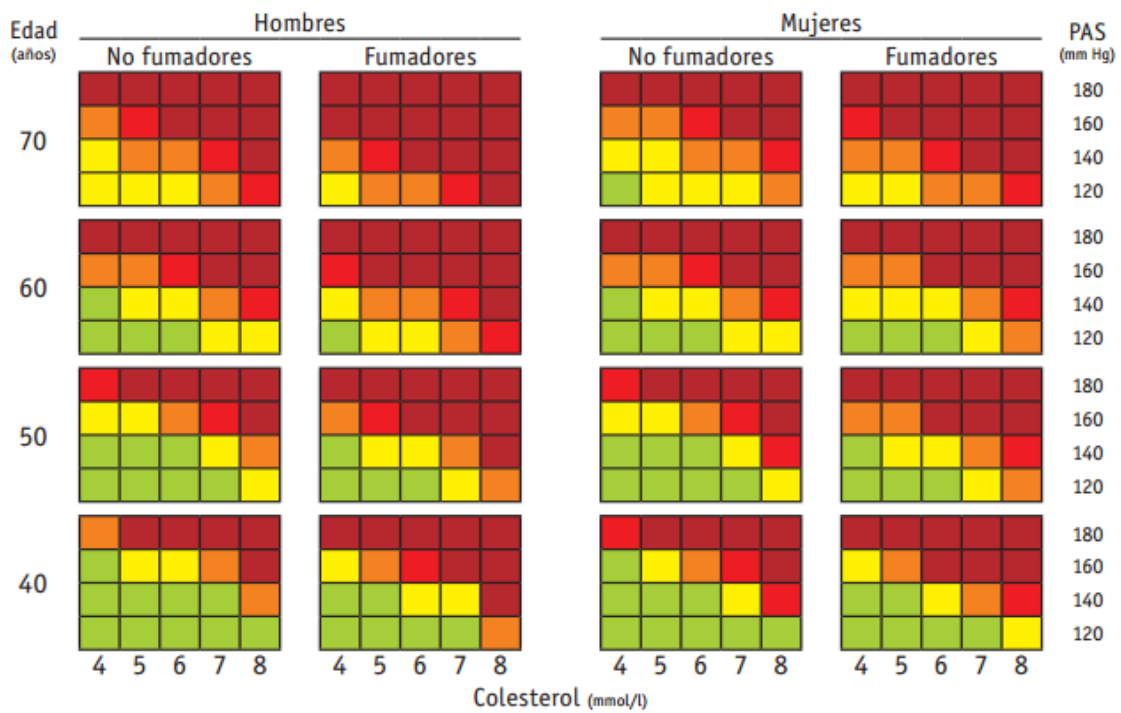 Hombres
Mujeres
Edad
(años)
PAS
(mm Hg)
No fumadores
Fumadores
No fumadores
Fumadores
70
180
160
140
120
60
180
160
140
120
50
180
160
140
120
40
180
160
140
120
4 5 6 7 8
4 5 6 7 8
4 5 6 7 8
4 5 6 7 8
Colesterol (mmol/l)